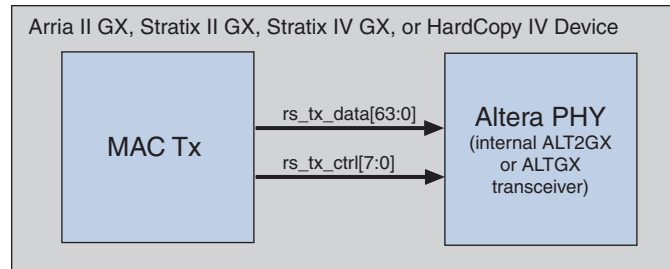 Arria II GX, Stratix II GX, Stratix IV GX, or HardCopy IV Device
MAC Tx
rs_tx_data[63:0]
rs_tx_ctrl[7:0]
Altera PHY
(internal ALT2GX
or ALTGX
transceiver)